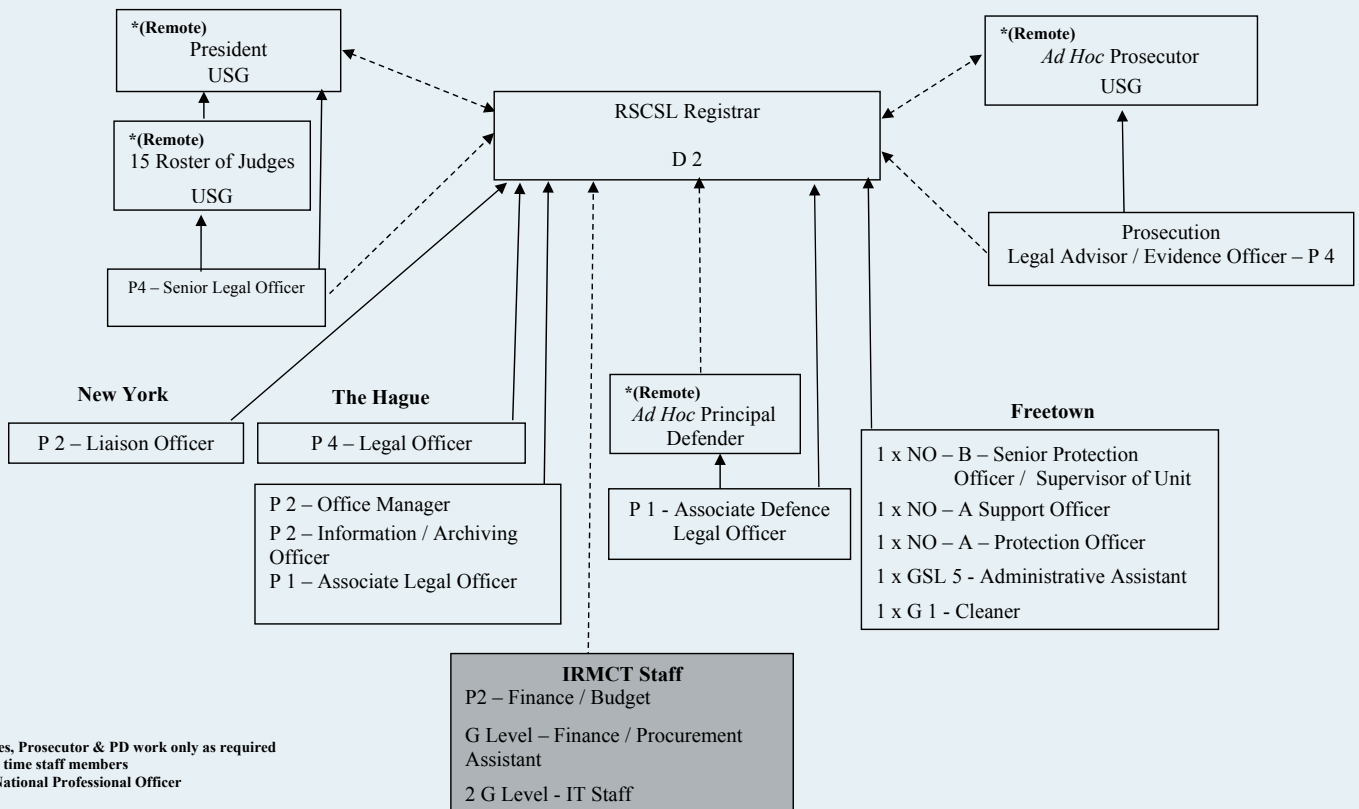 *(Remote)
President
USG
*(Remote)
Ad Hoc Prosecutor
USG
RSCSL Registrar
D 2
*(Remote)
15 Roster of Judges
USG
P4 – Senior Legal Officer
Prosecution
Legal Advisor / Evidence Officer – P 4
New York
P 2 – Liaison Officer
The Hague
P 4 – Legal Officer
P 2 – Office Manager
P 2 – Information / Archiving
Officer
P 1 – Associate Legal Officer
*(Remote)
Ad Hoc Principal
Defender
P 1 - Associate Defence
Legal Officer
Freetown
1 x NO – B – Senior Protection
Officer / Supervisor of Unit
1 x NO – A Support Officer
1 x NO – A – Protection Officer
1 x GSL 5 - Administrative Assistant
1 x G 1 - Cleaner
IRMCT Staff
P2 – Finance / Budget
G Level – Finance / Procurement
Assistant
2 G Level - IT Staff
Prosecutor & PD work only as required
time staff members
National Professional Officer